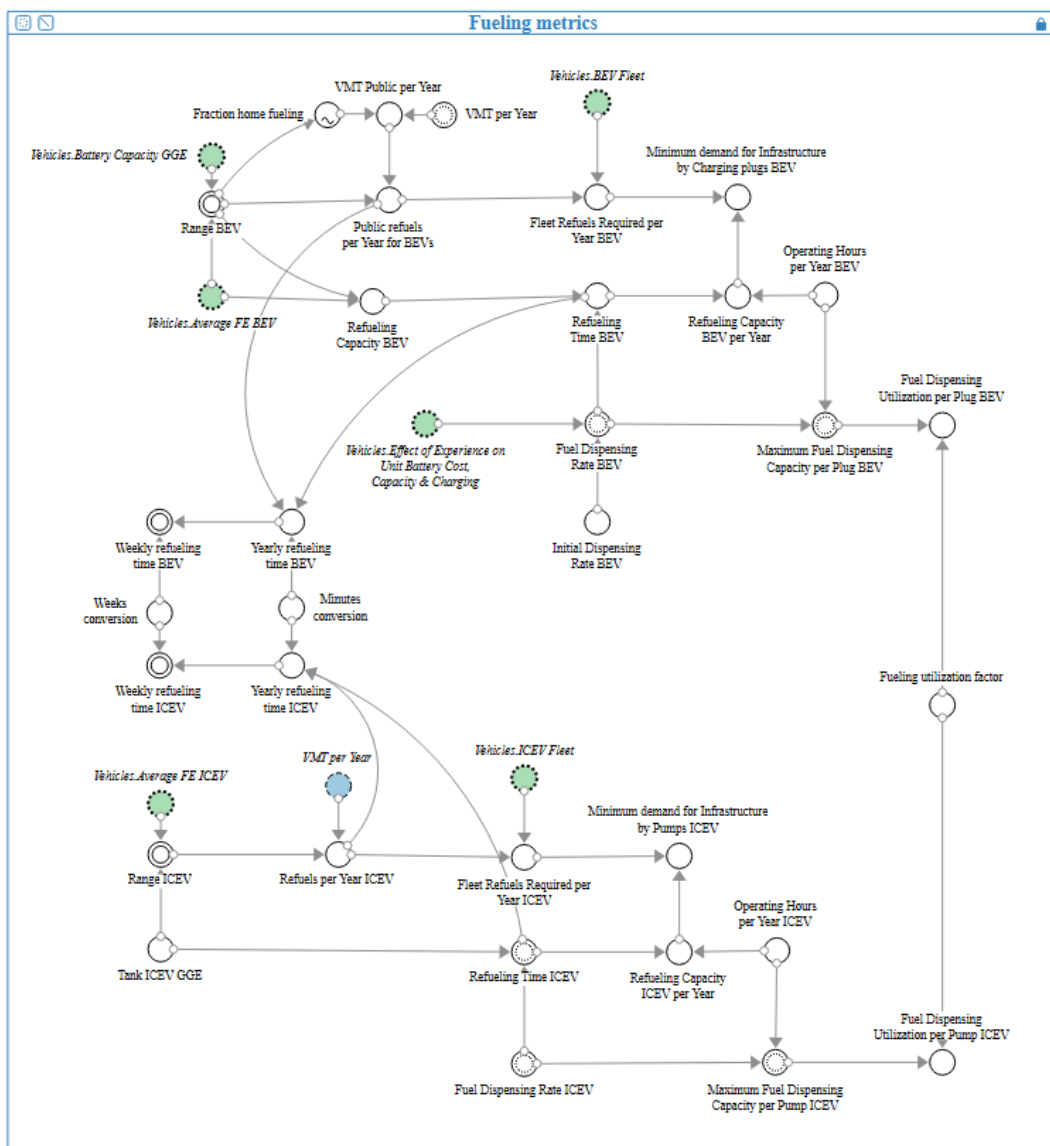 Fueling metrics
Vehicles.BEV Fleet
VMT Public per Year
Fraction home fueling
VMT per Year
Vehicles.Battery Capacity GGE
Minimum demand for Infrastructure
by Charging plugs BEV
Range BEV
Public refuels
per Year for BEVs
Fleet Refuels Required per
Year BEV
Operating Hours
per Year BEV
Vehicles.Average FE BEV
Refueling
Capacity BEV
Refueling
Time BEV
Refueling Capacity
BEV per Year
Fuel Dispensing
Utilization per Plug BEV
Vehicles.Effect of Experience on
Unit Battery Cost,
Capacity & Charging
Fuel Dispensing
Rate BEV
Maximum Fuel Dispensing
Capacity per Plug BEV
Weekly refueling
time BEV
Yearly refueling
time BEV
Initial Dispensing
Rate BEV
Weeks
conversion
Minutes
conversion
Weekly refueling
time ICEV
Yearly refueling
time ICEV
Fueling utilization factor
Vehicles.Average FE ICEV
VMT per Year
Vehicles.ICEV Fleet
Minimum demand for Infrastructure
by Pumps ICEV
Range ICEV
Refuels per Year ICEV
Fleet Refuels Required per
Year ICEV
Operating Hours
per Year ICEV
Tank ICEV GGE
Refueling Time ICEV
Refueling Capacity
ICEV per Year
Fuel Dispensing
Utilization per Pump ICEV
Fuel Dispensing Rate ICEV
Maximum Fuel Dispensing
Capacity per Pump ICEV